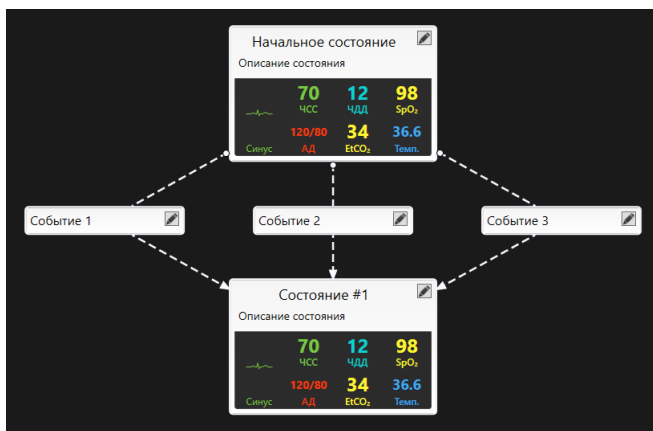 Начальное состояние
Описание состояния
70 12 98
ЧСС ЧДД SpO₂
120/80 34 36.6
Синус АД EtCO₂ Темп.
Событие 1
Событие 2
Событие 3
Состояние #1
Описание состояния
70 12 98
ЧСС ЧДД SpO₂
120/80 34 36.6
Синус АД EtCO₂ Темп.